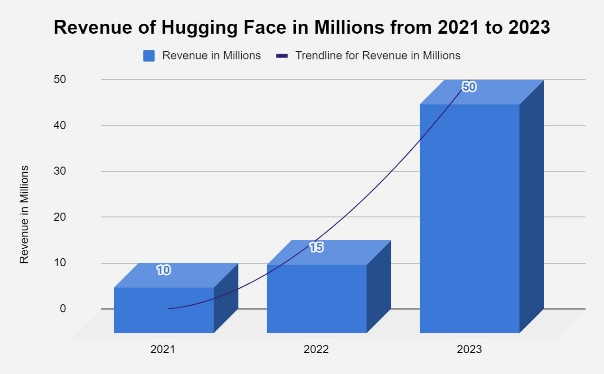 Revenue of Hugging Face in Millions from 2021 to 2023
Revenue in Millions Trendline for Revenue in Millions
50
40
30
20
10
0
Revenue in Millions
10
15
50
2021 2022 2023